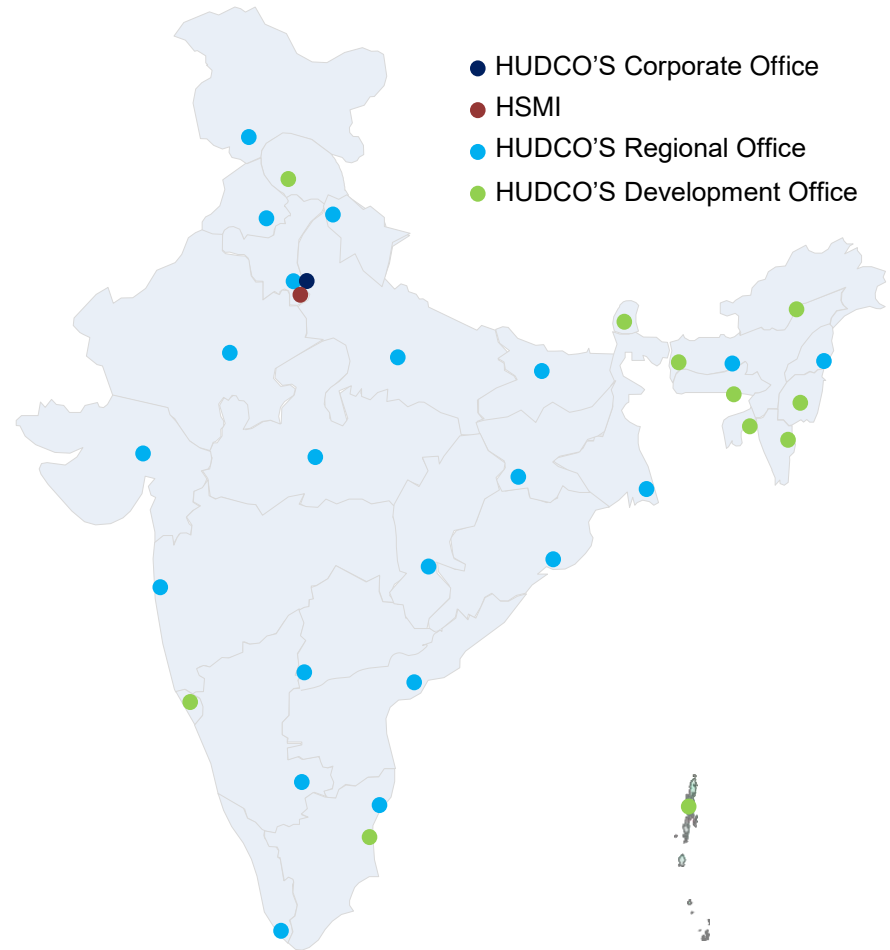 HUDCO'S Corporate Office
HSMI
HUDCO'S Regional Office
HUDCO'S Development Office